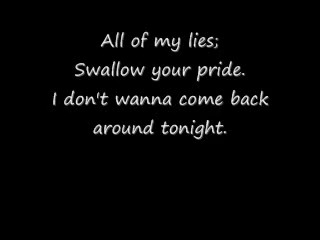 All of my lies;
Swallow your pride.
I don't wanna come back
around tonight.